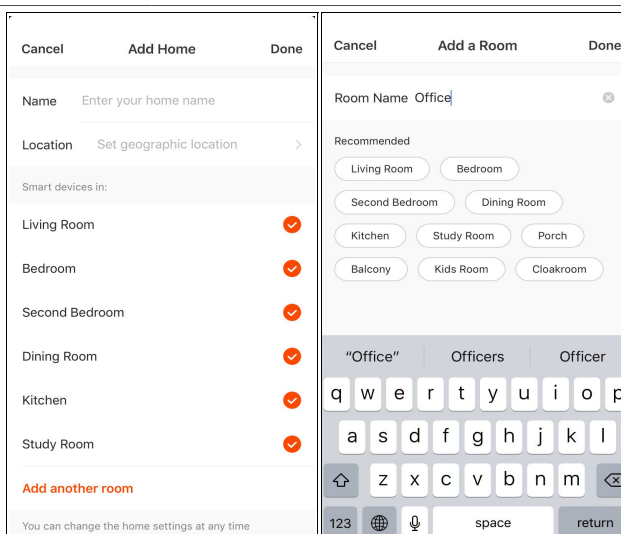 Cancel Add Home Done
Name Enter your home name
Location Set geographic location
Smart devices in:
Living Room
Bedroom
Second Bedroom
Dining Room
Kitchen
Study Room
Add another room
You can change the home settings at any time
Cancel Add a Room Done
Room Name Office
Recommended
Living Room Bedroom
Second Bedroom Dining Room
Kitchen Study Room Porch
Balcony Kids Room Cloakroom
"Office" Officers Officer
q w e r t y u i o p
a s d f g h j k l
z x c v b n m
123 space return